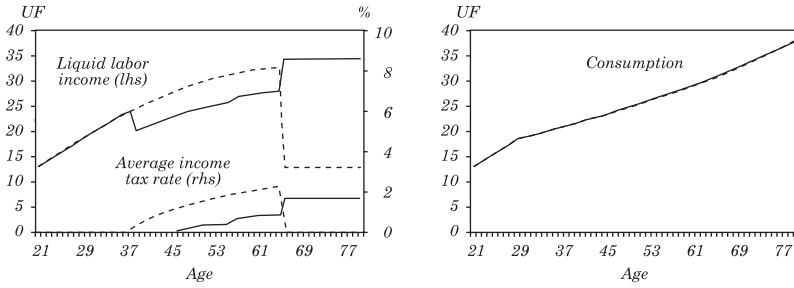 UF
%
40
10
35
8
30
25
6
20
15
4
10
2
5
0
0
Liquid labor
income (lhs)
Average income
tax rate (rhs)
21 29 37 45 53 61 69 77
Age
UF
40
35
30
25
20
15
10
5
0
Consumption
21 29 37 45 53 61 69 77
Age